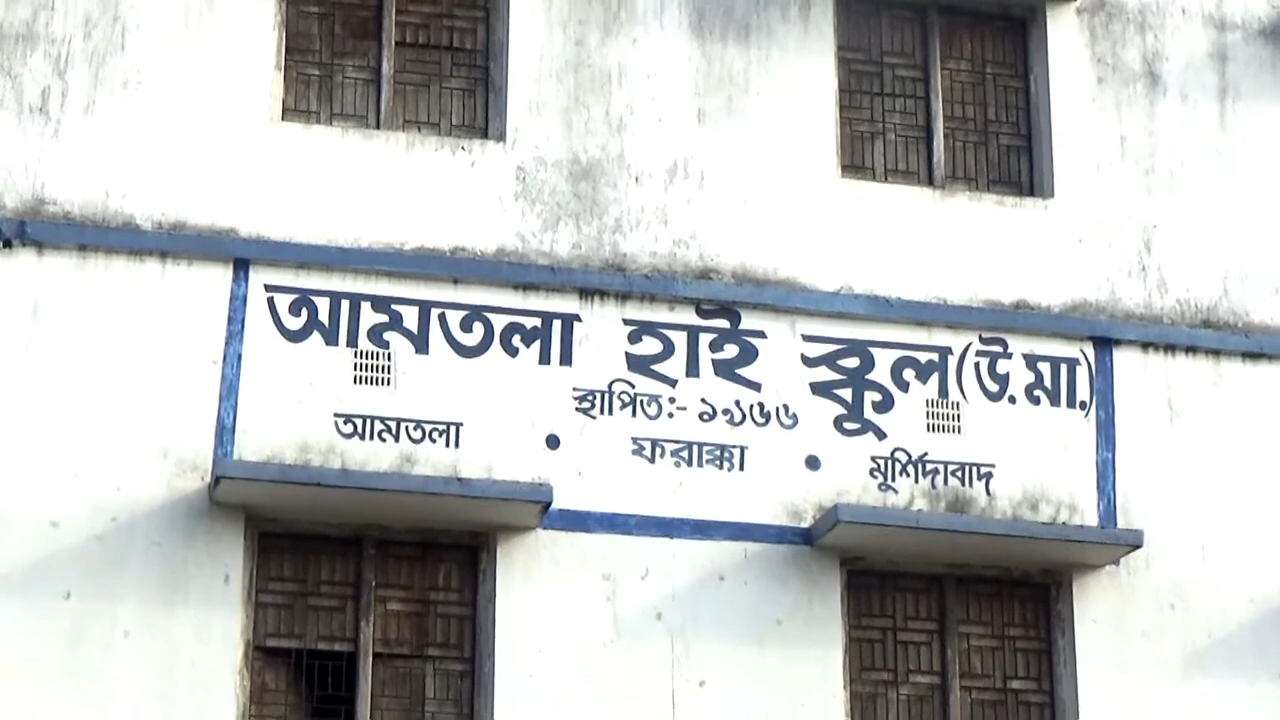 আমতলা হাই স্কুল (উ.মা.)
স্থাপিত:- ১৯৬৬
আমতলা • ফরাক্কা • মুর্শিদাবাদ